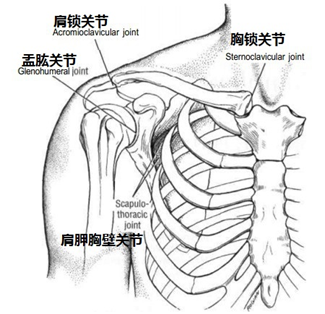 肩锁关节
Acromioclavicular joint
盂肱关节
Glenohumeral joint
胸锁关节
Sternoclavicular joint
Scapulo-
thoracic
joint
肩胛胸壁关节